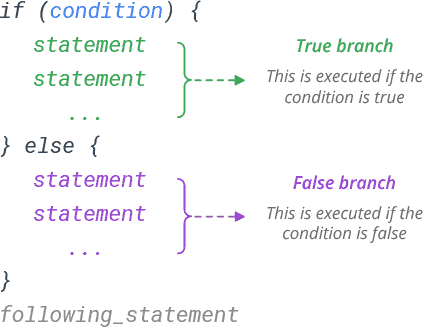 if (condition) {
statement
statement
...
} else {
statement
statement
...
}
following_statement
True branch
This is executed if the
condition is true
False branch
This is executed if the
condition is false